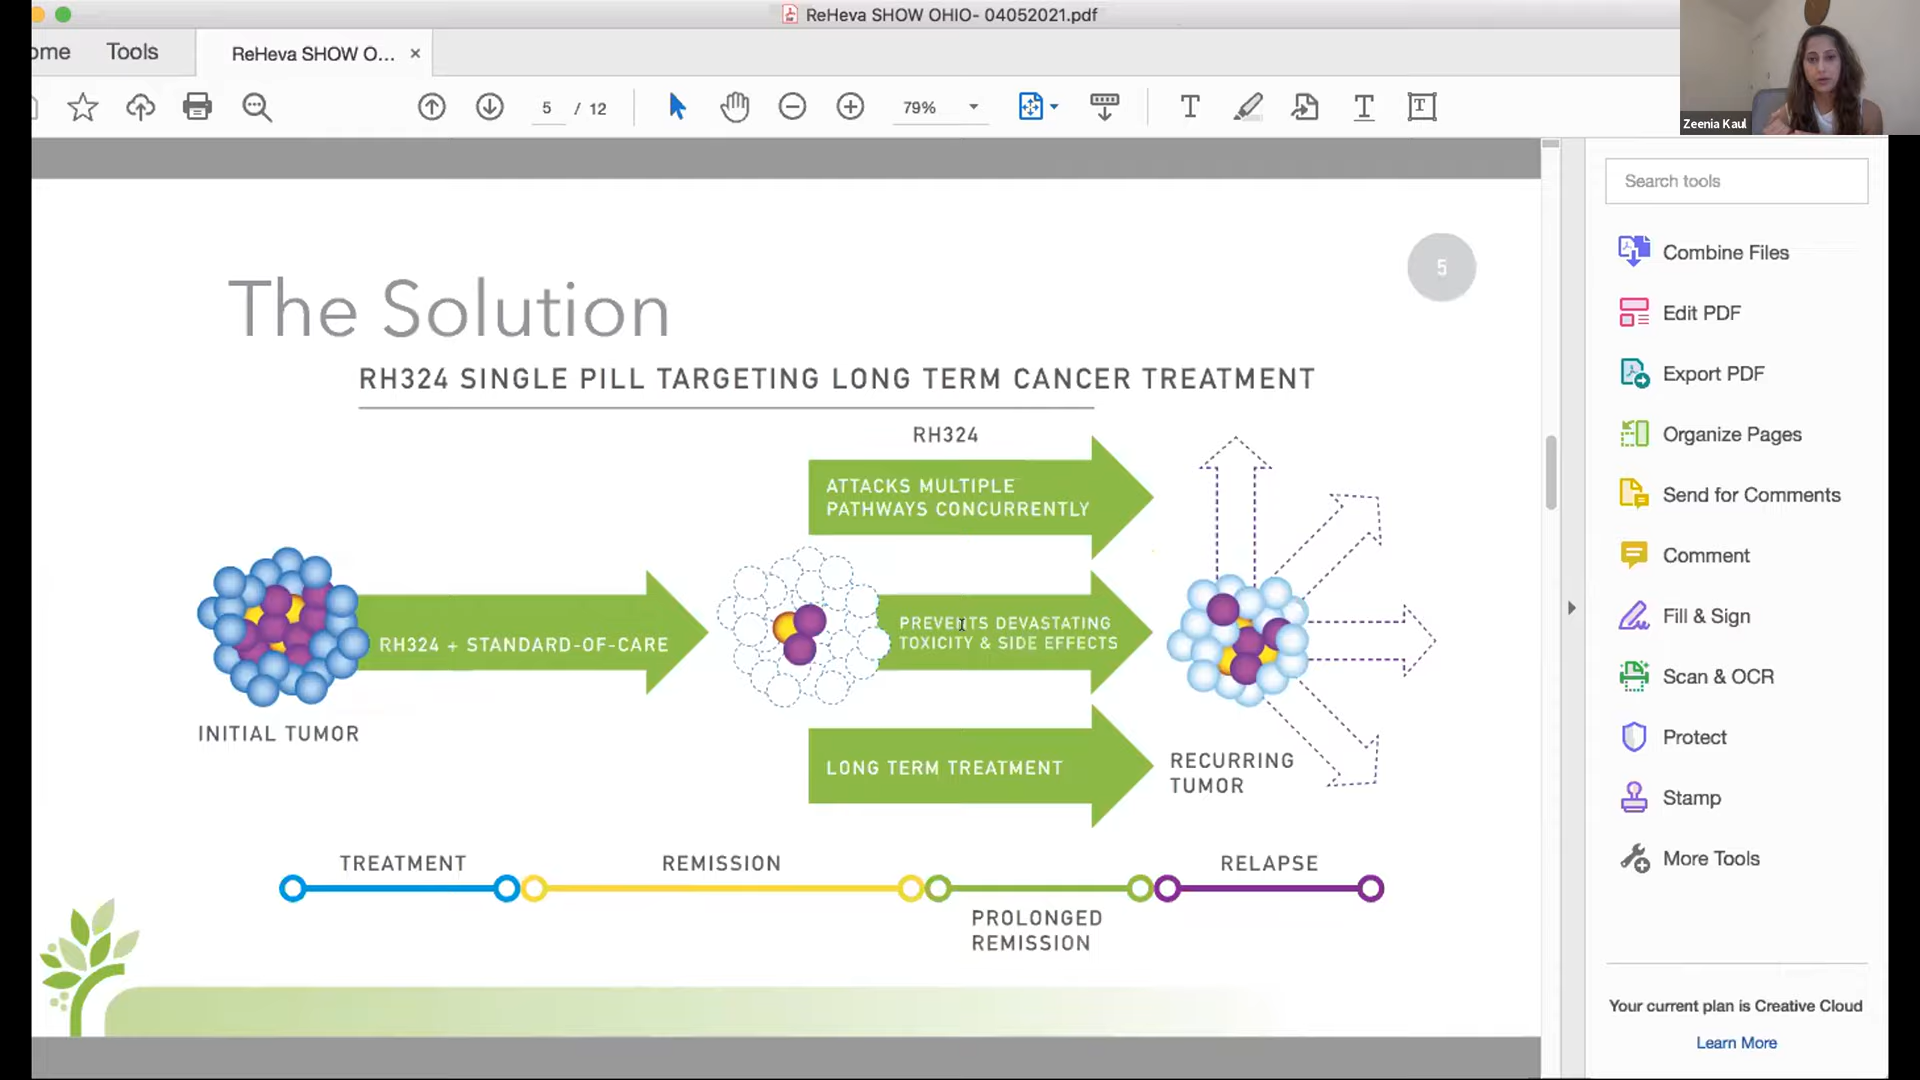 ReHeva SHOW OHIO- 04052021.pdf
ome
Tools
ReHeva SHOW O...
5 / 12
79%
Zeenia Kaul
5
The Solution
RH324 SINGLE PILL TARGETING LONG TERM CANCER TREATMENT
RH324
ATTACKS MULTIPLE
PATHWAYS CONCURRENTLY
RH324 + STANDARD-OF-CARE
PREVENTS DEVASTATING
TOXICITY & SIDE EFFECTS
INITIAL TUMOR
LONG TERM TREATMENT
RECURRING
TUMOR
TREATMENT
REMISSION
RELAPSE
PROLONGED
REMISSION
Search tools
Combine Files
Edit PDF
Export PDF
Organize Pages
Send for Comments
Comment
Fill & Sign
Scan & OCR
Protect
Stamp
More Tools
Your current plan is Creative Cloud
Learn More